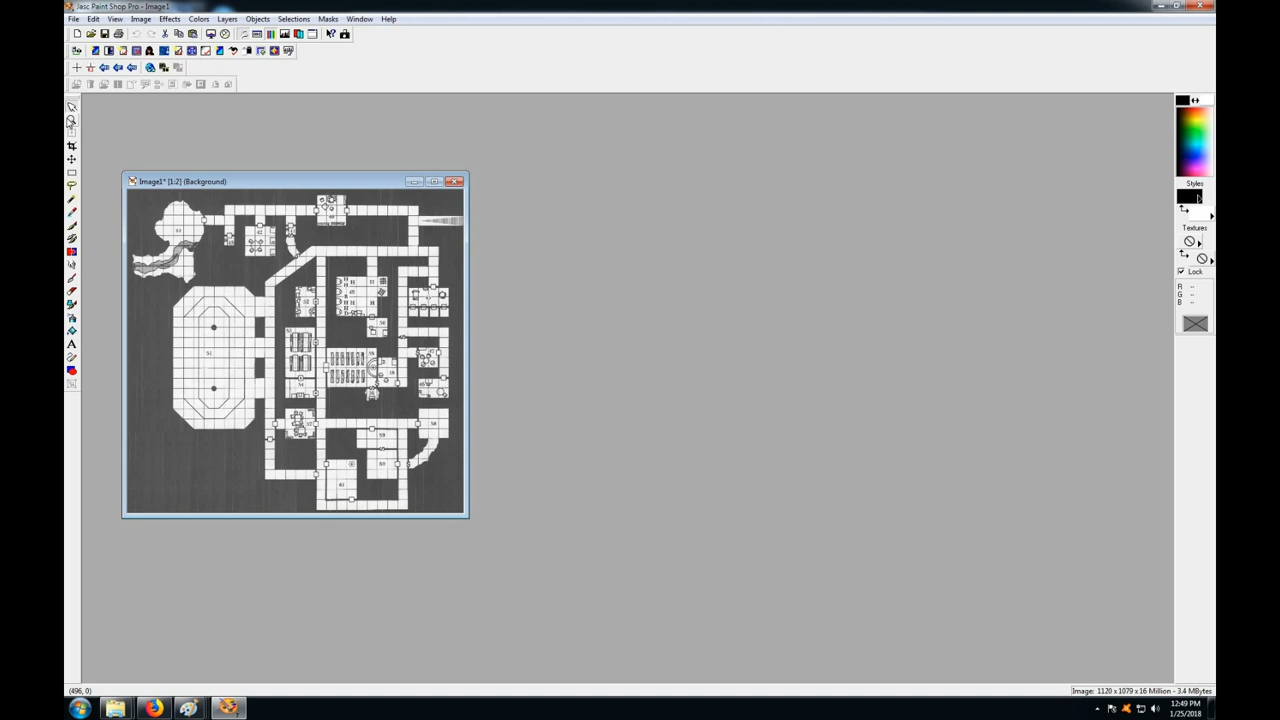 Jasc Paint Shop Pro - Image1
File Edit View Image Effects Colors Layers Objects Selections Masks Window Help
Image1* [1:2] (Background)
Styles
Textures
Lock
R --
G --
B --
(496, 0)
Image: 1120 x 1079 x 16 Million - 3.4 MBytes
12:49 PM
1/25/2018